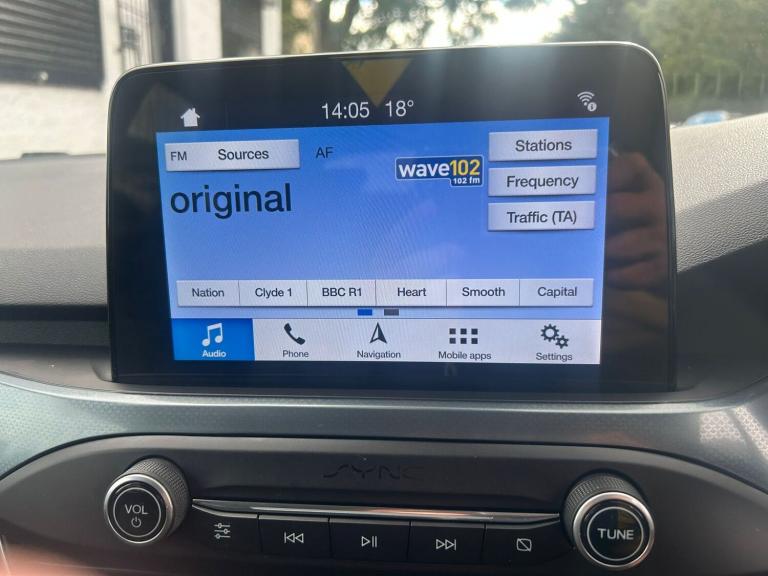 14:05 18°
FM Sources AF
Stations
wave102
102 fm
Frequency
original
Traffic (TA)
Nation Clyde 1 BBC R1 Heart Smooth Capital
Audio Phone Navigation Mobile apps Settings
SYNC
VOL
TUNE